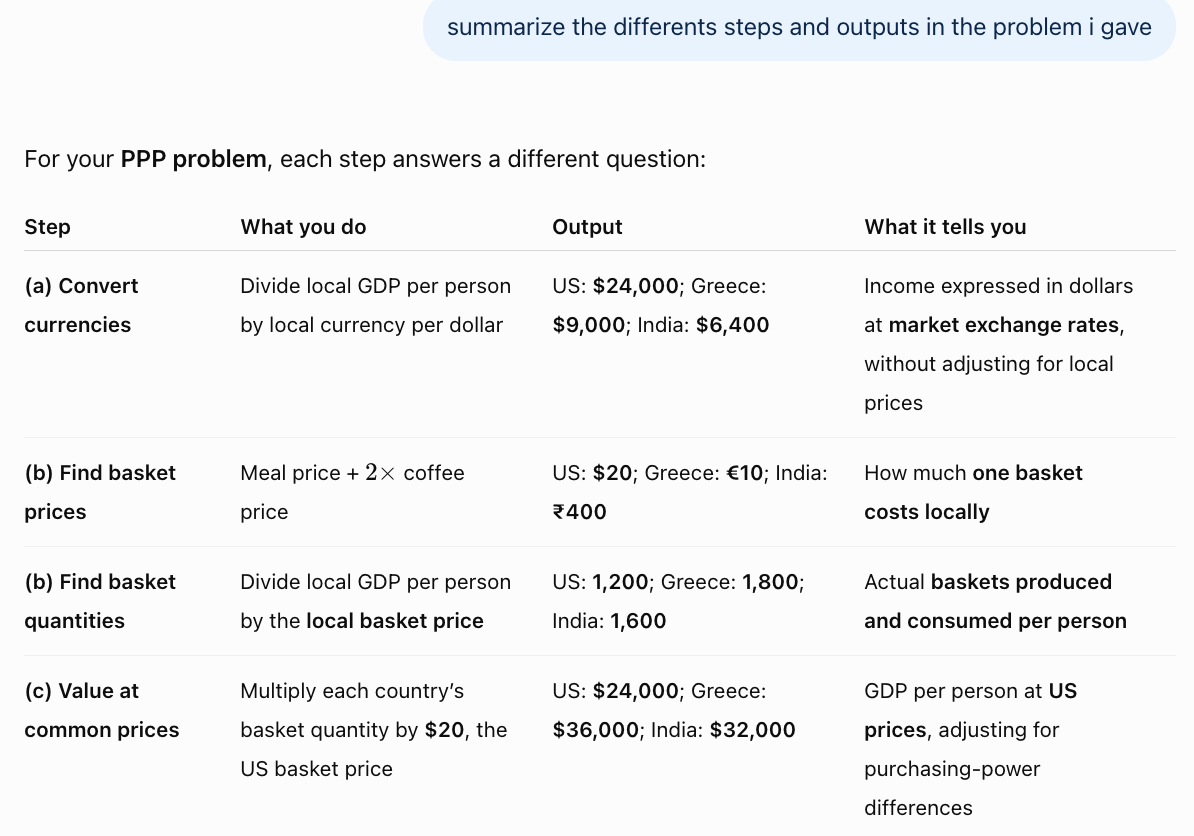 summarize the differents steps and outputs in the problem i gave
For your PPP problem, each step answers a different question:
Step What you do Output What it tells you
(a) Convert Divide local GDP per person US: $24,000; Greece: Income expressed in dollars
currencies by local currency per dollar $9,000; India: $6,400 at market exchange rates,
without adjusting for local
prices
(b) Find basket Meal price + 2× coffee US: $20; Greece: €10; India: How much one basket
prices price ₹400 costs locally
(b) Find basket Divide local GDP per person US: 1,200; Greece: 1,800; Actual baskets produced
quantities by the local basket price India: 1,600 and consumed per person
(c) Value at Multiply each country’s US: $24,000; Greece: GDP per person at US
common prices basket quantity by $20, the $36,000; India: $32,000 prices, adjusting for
US basket price purchasing-power
differences